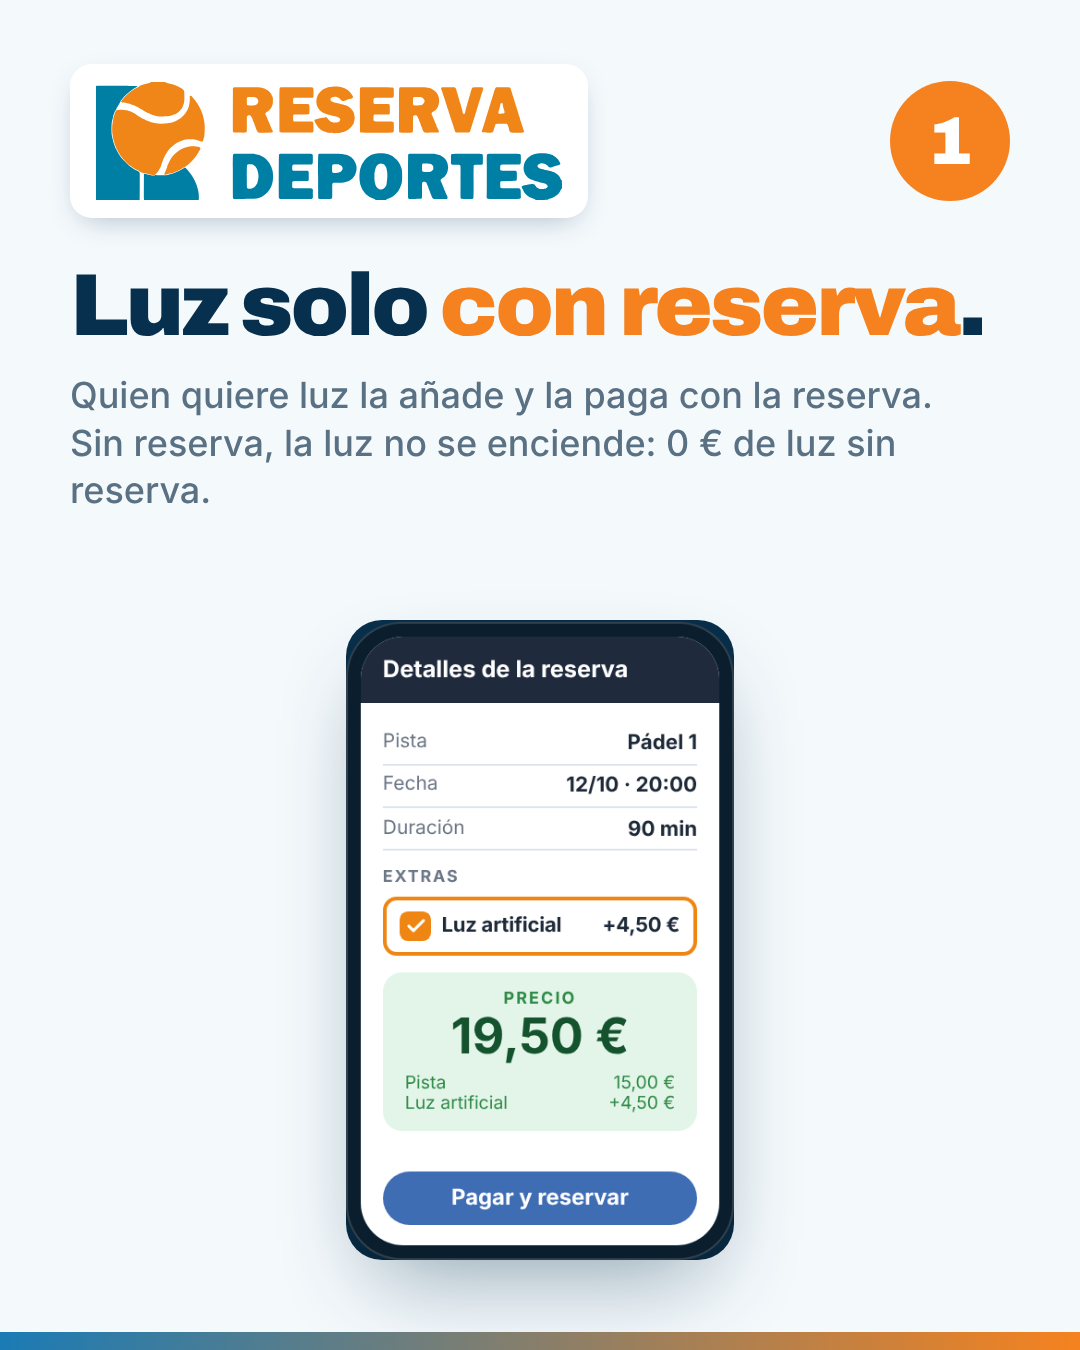 RESERVA
DEPORTES
1
Luz solo con reserva.
Quien quiere luz la añade y la paga con la reserva.
Sin reserva, la luz no se enciende: 0 € de luz sin
reserva.
Detalles de la reserva
Pista Pádel 1
Fecha 12/10 · 20:00
Duración 90 min
EXTRAS
Luz artificial +4,50 €
PRECIO
19,50 €
Pista 15,00 €
Luz artificial +4,50 €
Pagar y reservar